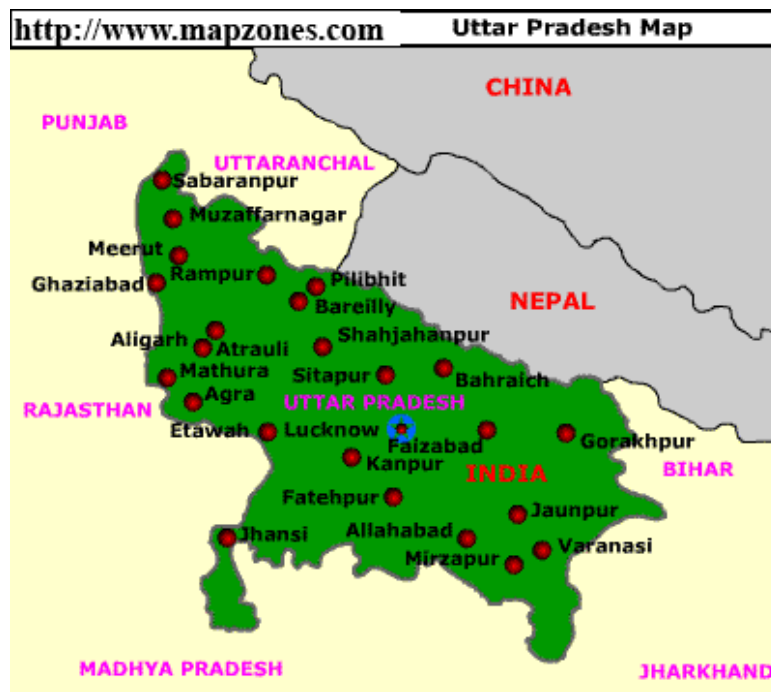 http://www.mapzones.com
Uttar Pradesh Map
CHINA
PUNJAB
UTTARANCHAL
Sabaranpur
Muzaffarnagar
Meerut
Rampur
Pilibhit
Ghaziabad
NEPAL
Bareilly
Shahjahanpur
Aligarh
Atrauli
Mathura
Sitapur
Bahraich
Agra
UTTAR PRADESH
RAJASTHAN
Etawah
Lucknow
Faizabad
Gorakhpur
Kanpur
INDIA
BIHAR
Fatehpur
Jaunpur
Jhansi
Allahabad
Varanasi
Mirzapur
MADHYA PRADESH
JHARKHAND